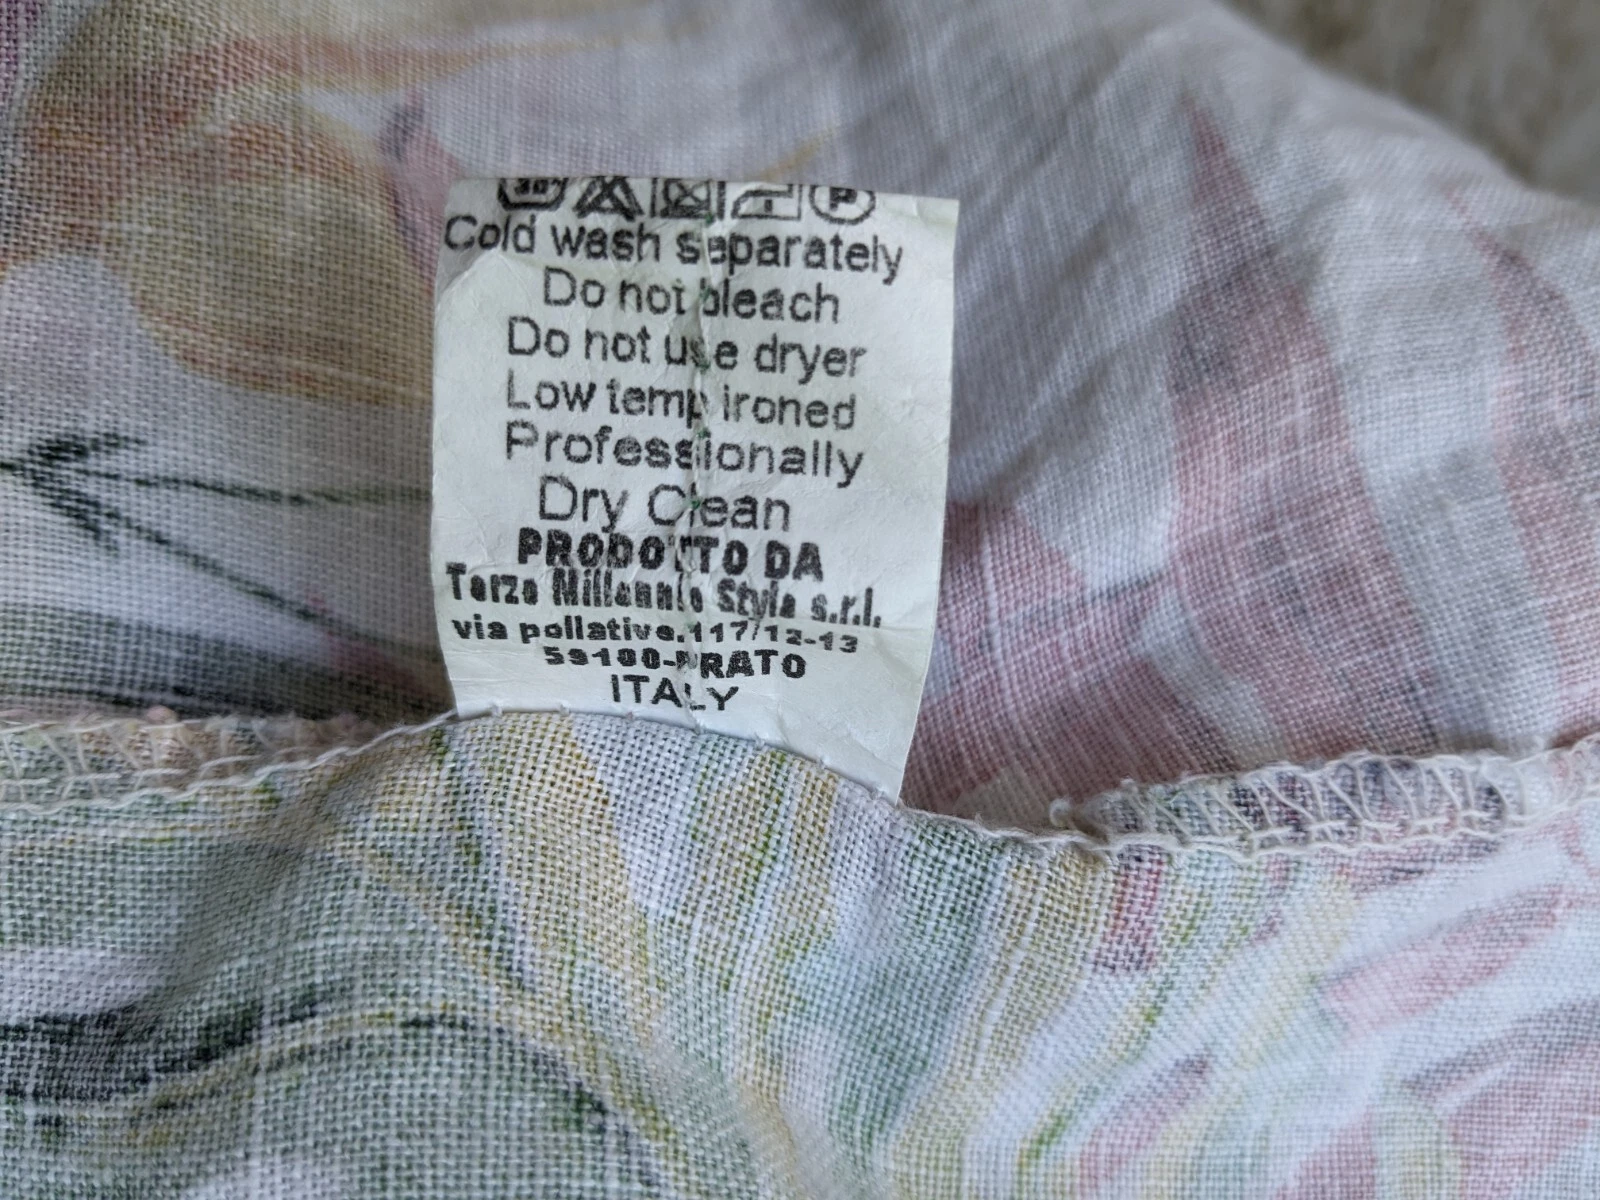 30° P
Cold wash separately
Do not bleach
Do not use dryer
Low temp ironed
Professionally
Dry Clean
PRODOTTO DA
Terzo Millennio Style s.r.l.
via pollative.117/12-13
59100-PRATO
ITALY